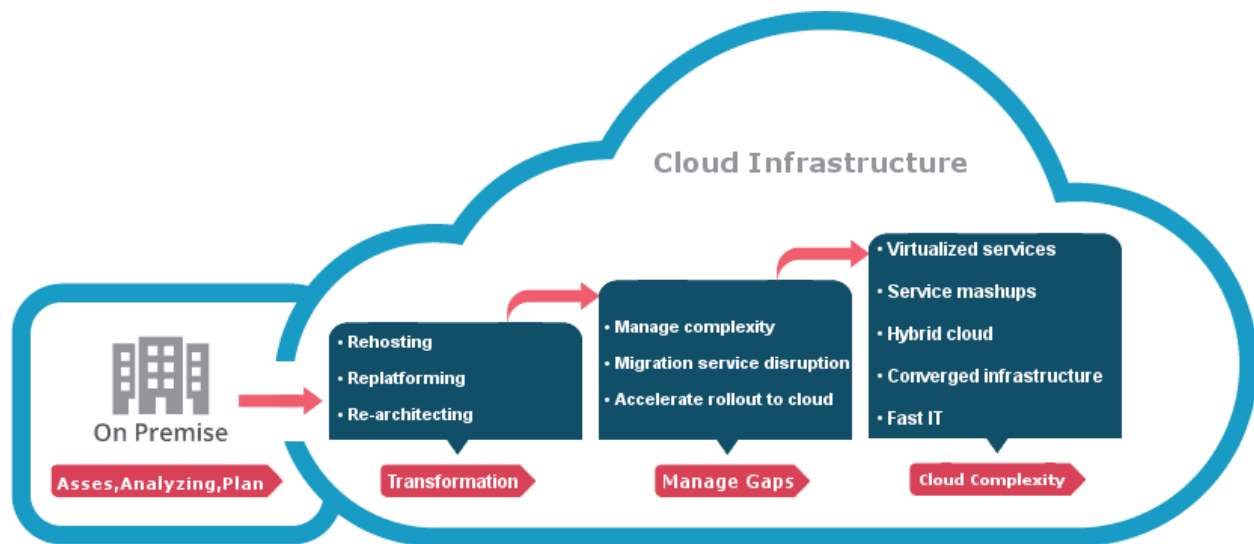 Cloud Infrastructure
On Premise
Asses,Analyzing,Plan
• Rehosting
• Replatforming
• Re-architecting
Transformation
• Manage complexity
• Migration service disruption
• Accelerate rollout to cloud
Manage Gaps
• Virtualized services
• Service mashups
• Hybrid cloud
• Converged infrastructure
• Fast IT
Cloud Complexity